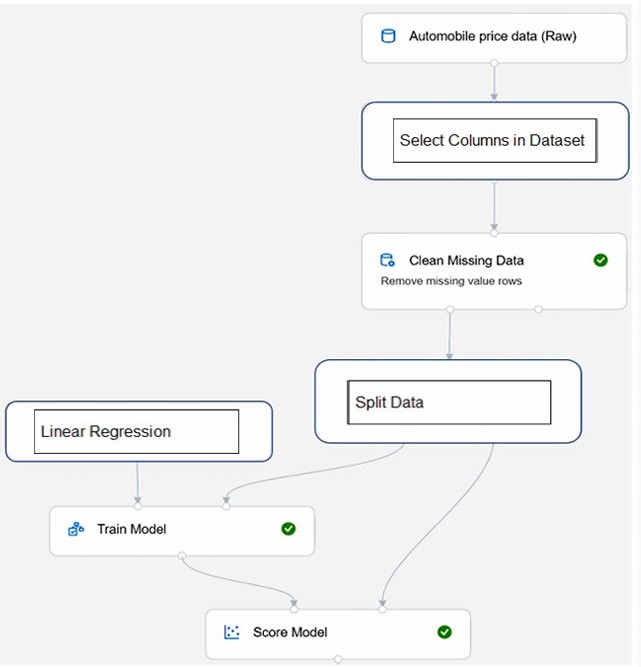 Automobile price data (Raw)
Select Columns in Dataset
Clean Missing Data
Remove missing value rows
Split Data
Linear Regression
Train Model
Score Model